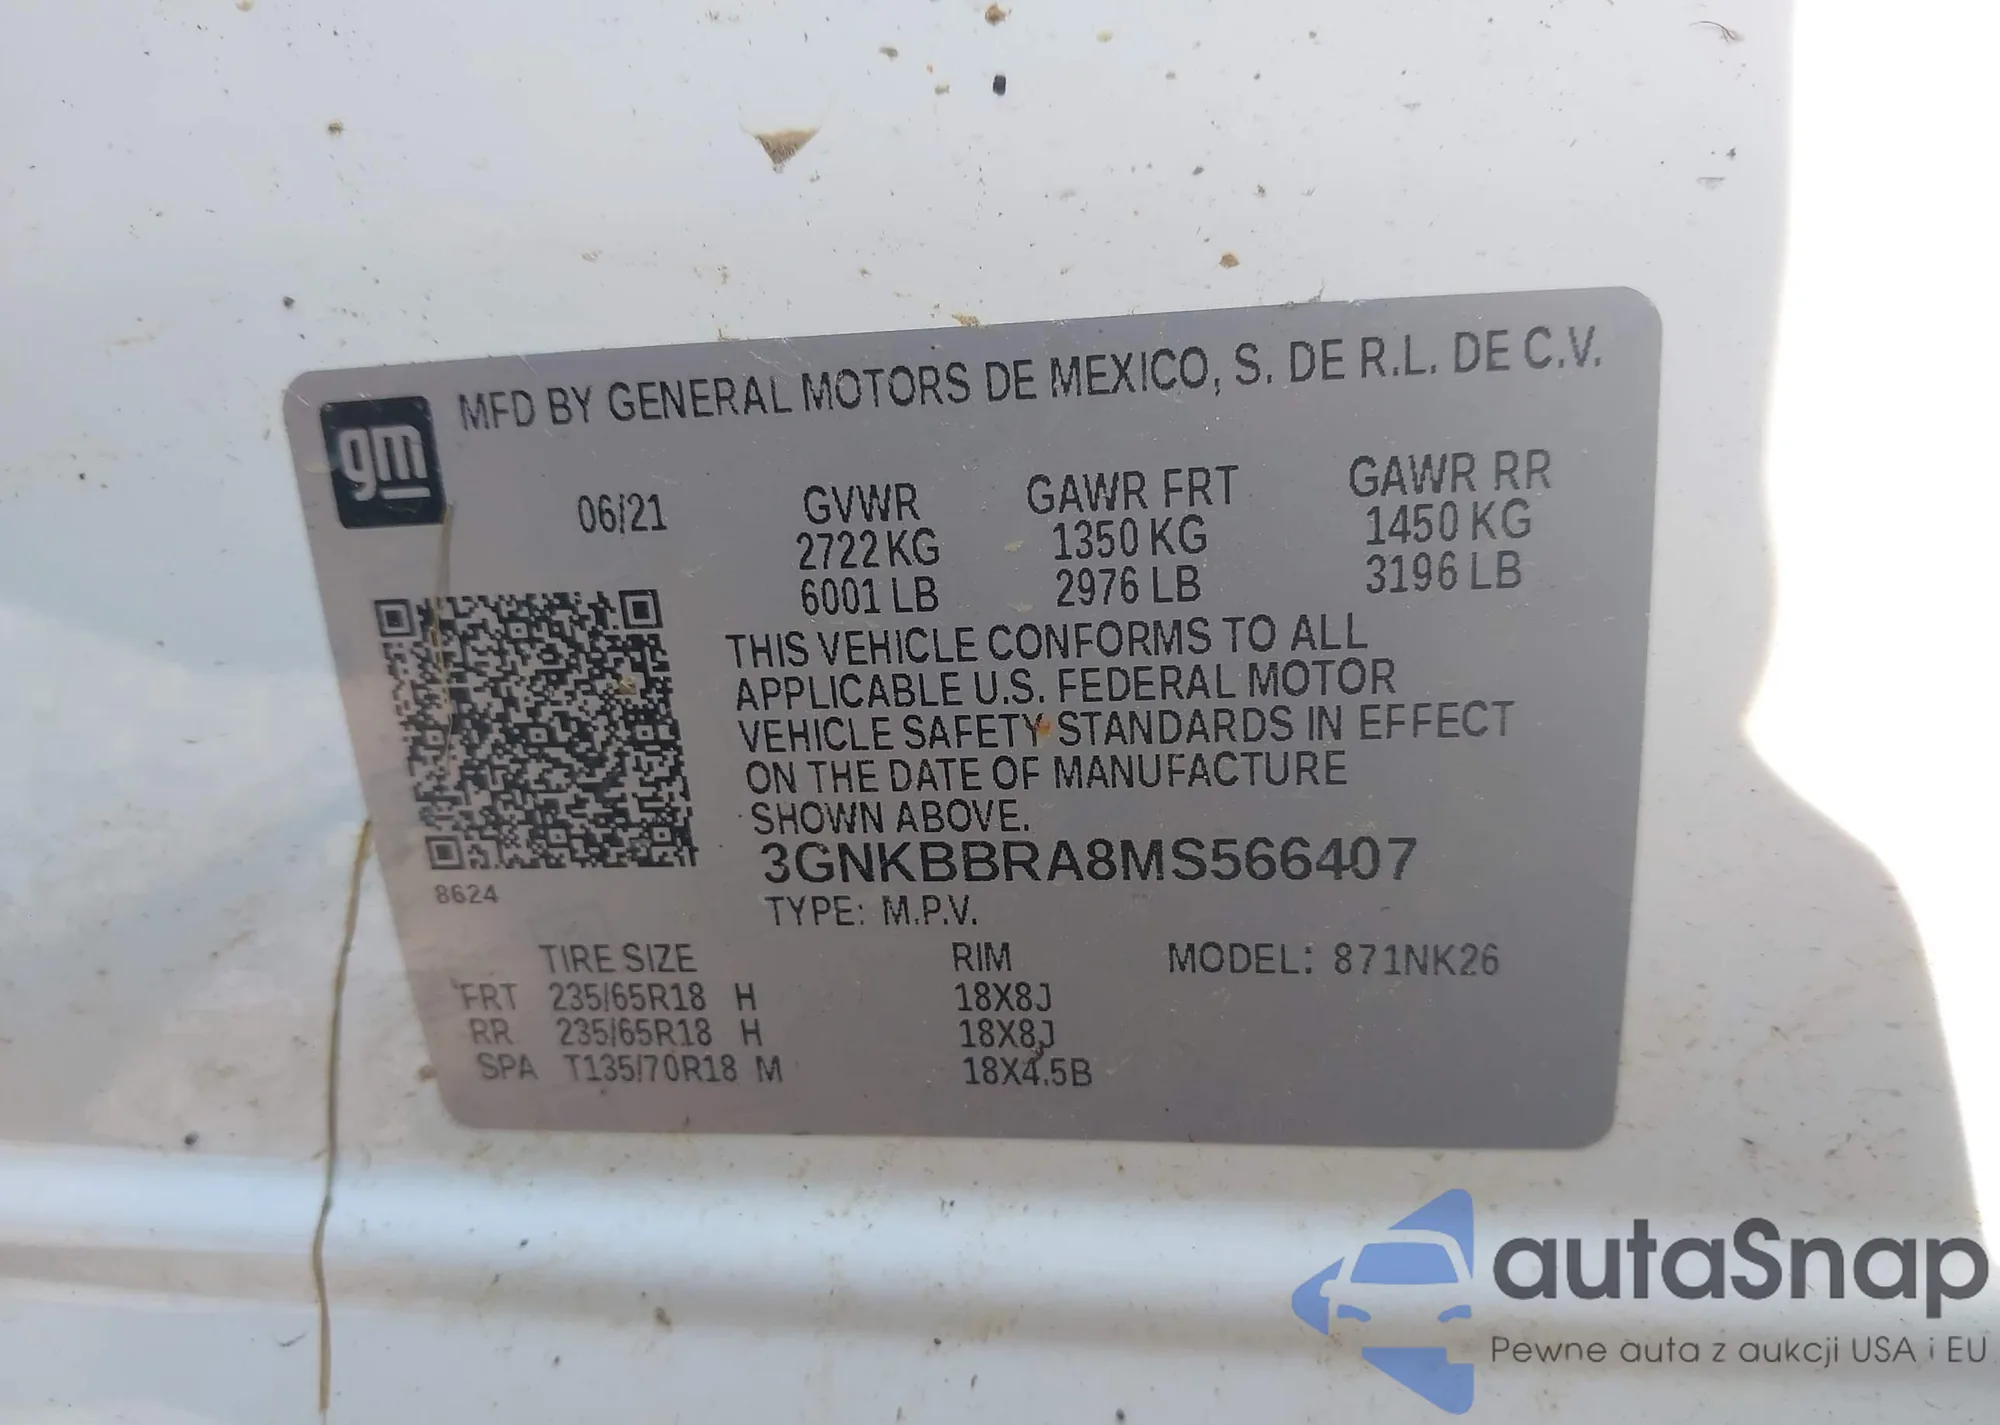 gm
MFD BY GENERAL MOTORS DE MEXICO, S. DE R.L. DE C.V.
06/21 GVWR GAWR FRT GAWR RR
2722 KG 1350 KG 1450 KG
6001 LB 2976 LB 3196 LB
THIS VEHICLE CONFORMS TO ALL
APPLICABLE U.S. FEDERAL MOTOR
VEHICLE SAFETY STANDARDS IN EFFECT
ON THE DATE OF MANUFACTURE
SHOWN ABOVE.
3GNKBBRA8MS566407
8624
TYPE: M.P.V.
TIRE SIZE RIM MODEL: 871NK26
FRT 235/65R18 H 18X8J
RR 235/65R18 H 18X8J
SPA T135/70R18 M 18X4.5B
autaSnap
Pewne auta z aukcji USA i EU